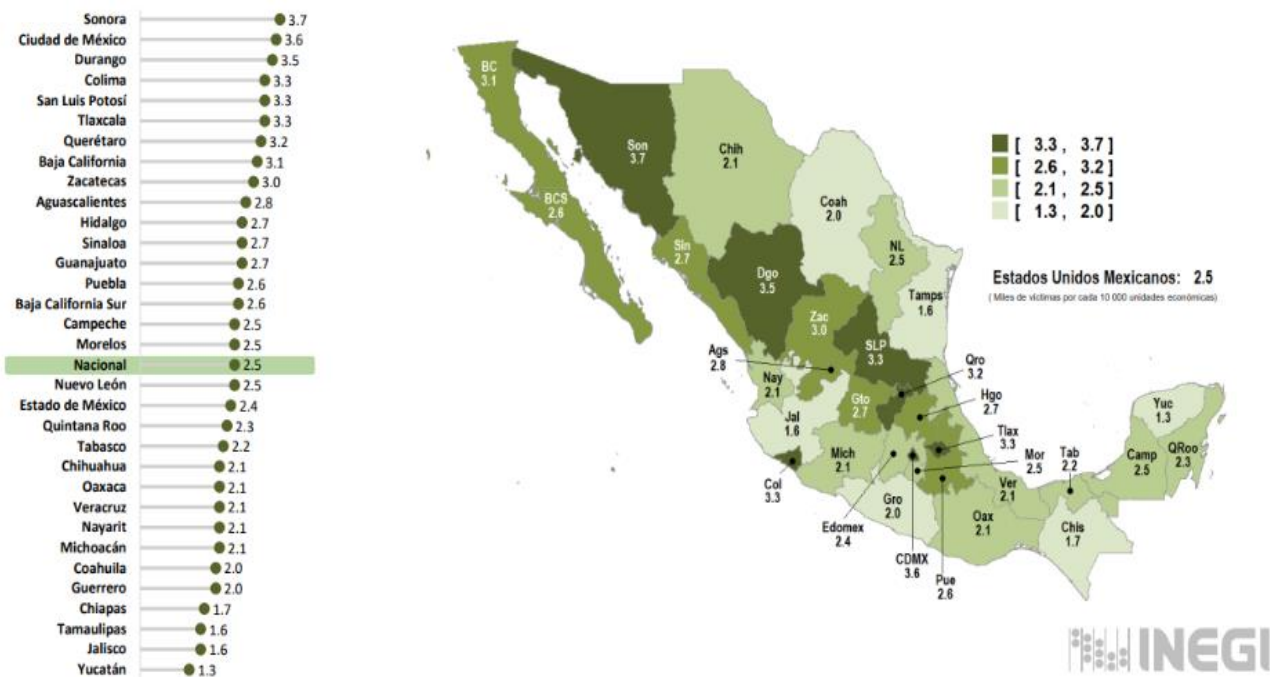 Sonora 3.7
Ciudad de México 3.6
Durango 3.5
Colima 3.3
San Luis Potosí 3.3
Tlaxcala 3.3
Querétaro 3.2
Baja California 3.1
Zacatecas 3.0
Aguascalientes 2.8
Hidalgo 2.7
Sinaloa 2.7
Guanajuato 2.7
Puebla 2.6
Baja California Sur 2.6
Campeche 2.5
Morelos 2.5
Nacional 2.5
Nuevo León 2.5
Estado de México 2.4
Quintana Roo 2.3
Tabasco 2.2
Chihuahua 2.1
Oaxaca 2.1
Veracruz 2.1
Nayarit 2.1
Michoacán 2.1
Coahuila 2.0
Guerrero 2.0
Chiapas 1.7
Tamaulipas 1.6
Jalisco 1.6
Yucatán 1.3
BC
3.1
Son
3.7
Chih
2.1
BCS
2.6
Coah
2.0
Sin
2.7
NL
2.5
Dgo
3.5
Tamps
1.6
Zac
3.0
SLP
3.3
Ags
2.8
Qro
3.2
Nay
2.1
Gto
2.7
Hgo
2.7
Jal
1.6
Tlax
3.3
Yuc
1.3
Mich
2.1
Mor
2.5
Tab
2.2
Camp
2.5
QRoo
2.3
Col
3.3
Ver
2.1
Gro
2.0
Edomex
2.4
Oax
2.1
Chis
1.7
CDMX
3.6
Pue
2.6
[ 3.3 , 3.7 ]
[ 2.6 , 3.2 ]
[ 2.1 , 2.5 ]
[ 1.3 , 2.0 ]
Estados Unidos Mexicanos: 2.5
( Miles de víctimas por cada 10 000 unidades económicas)
INEGI